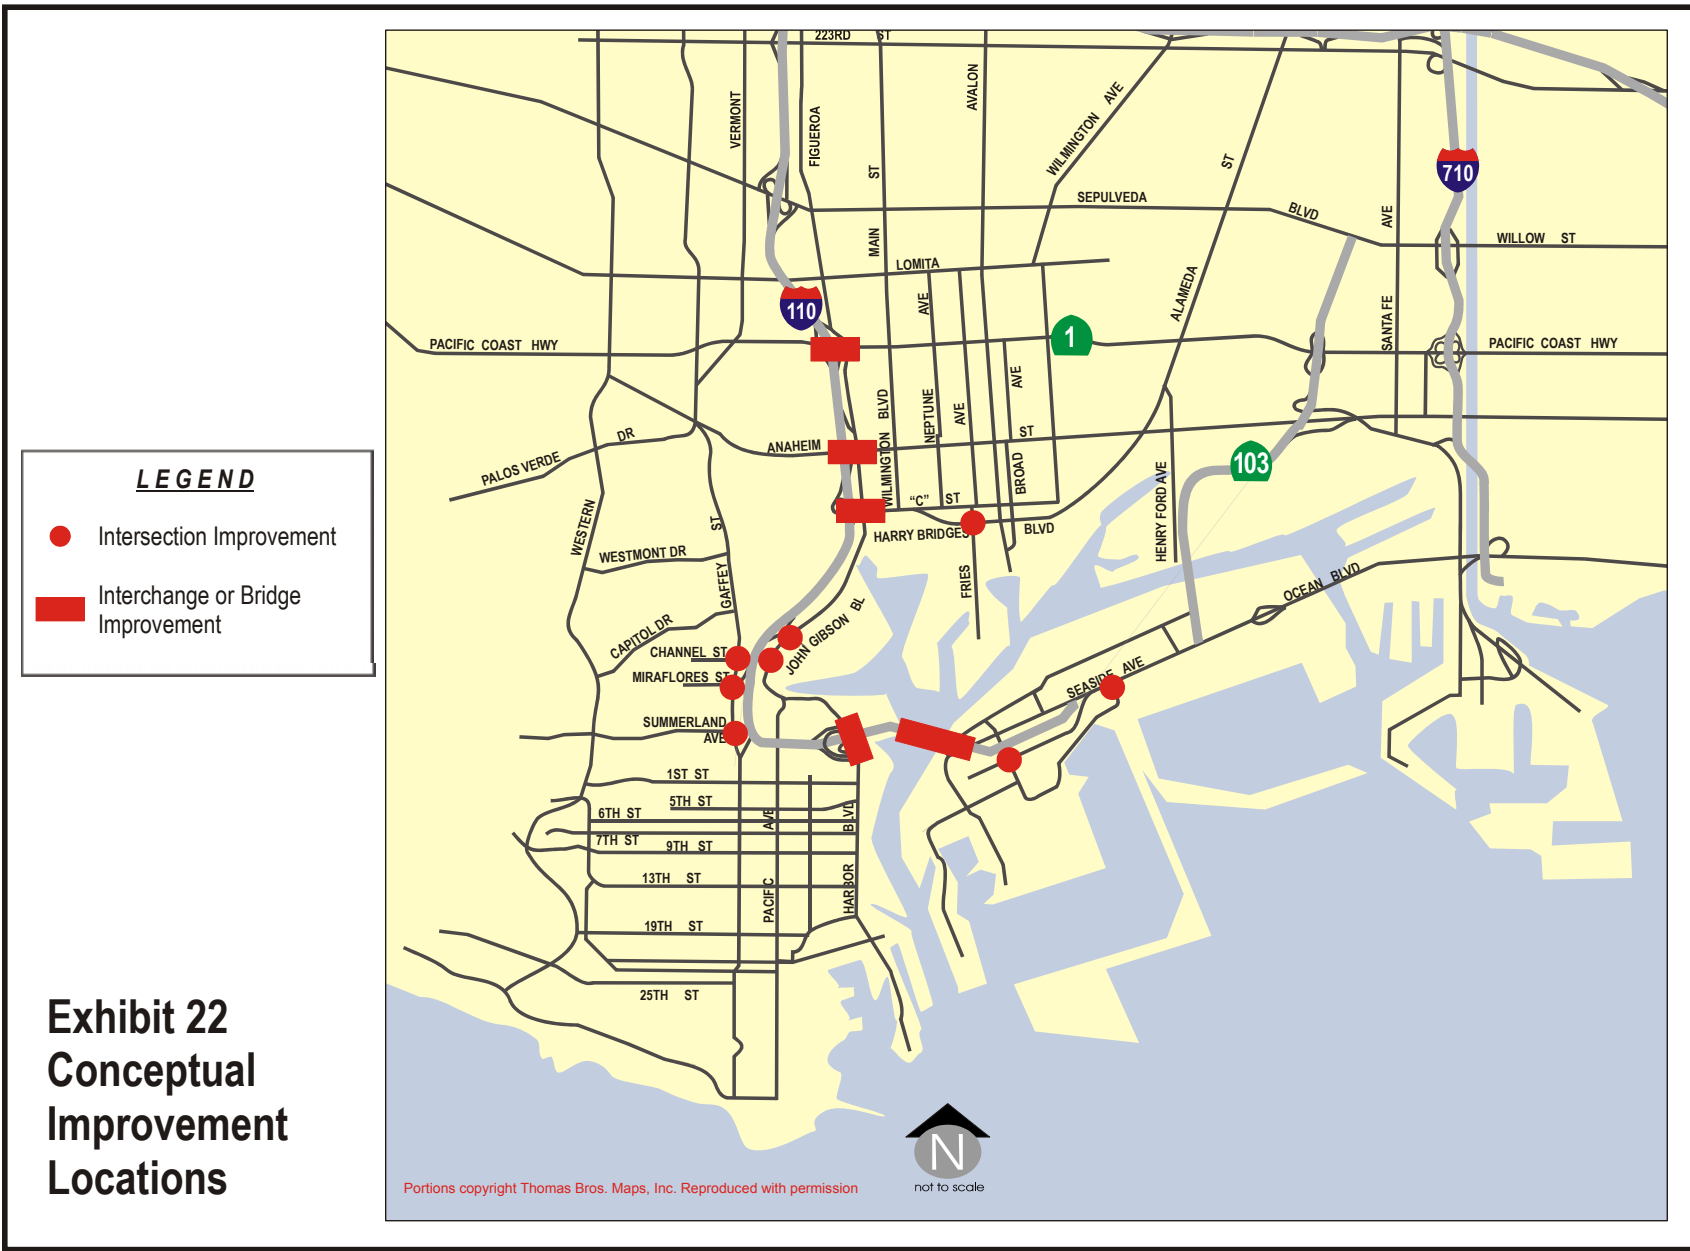 LEGEND
Intersection Improvement
Interchange or Bridge
Improvement
Exhibit 22
Conceptual
Improvement
Locations
223RD ST
VERMONT
FIGUEROA
MAIN ST
AVALON
WILMINGTON AVE
ALAMEDA ST
SEPULVEDA BLVD
WILLOW ST
SANTA FE AVE
710
110
1
103
LOMITA
PACIFIC COAST HWY
PACIFIC COAST HWY
NEPTUNE AVE
AVE
BROAD AVE
WILMINGTON BLVD
ANAHEIM ST
PALOS VERDE DR
"C" ST
HARRY BRIDGES BLVD
HENRY FORD AVE
FRIES
WESTERN
WESTMONT DR
GAFFEY ST
CAPITOL DR
CHANNEL ST
MIRAFLORES ST
SUMMERLAND
AVE
JOHN GIBSON BL
SEASIDE AVE
OCEAN BLVD
1ST ST
5TH ST
6TH ST
7TH ST
9TH ST
13TH ST
19TH ST
25TH ST
PACIFIC AVE
HARBOR BLVD
N
not to scale
Portions copyright Thomas Bros. Maps, Inc. Reproduced with permission